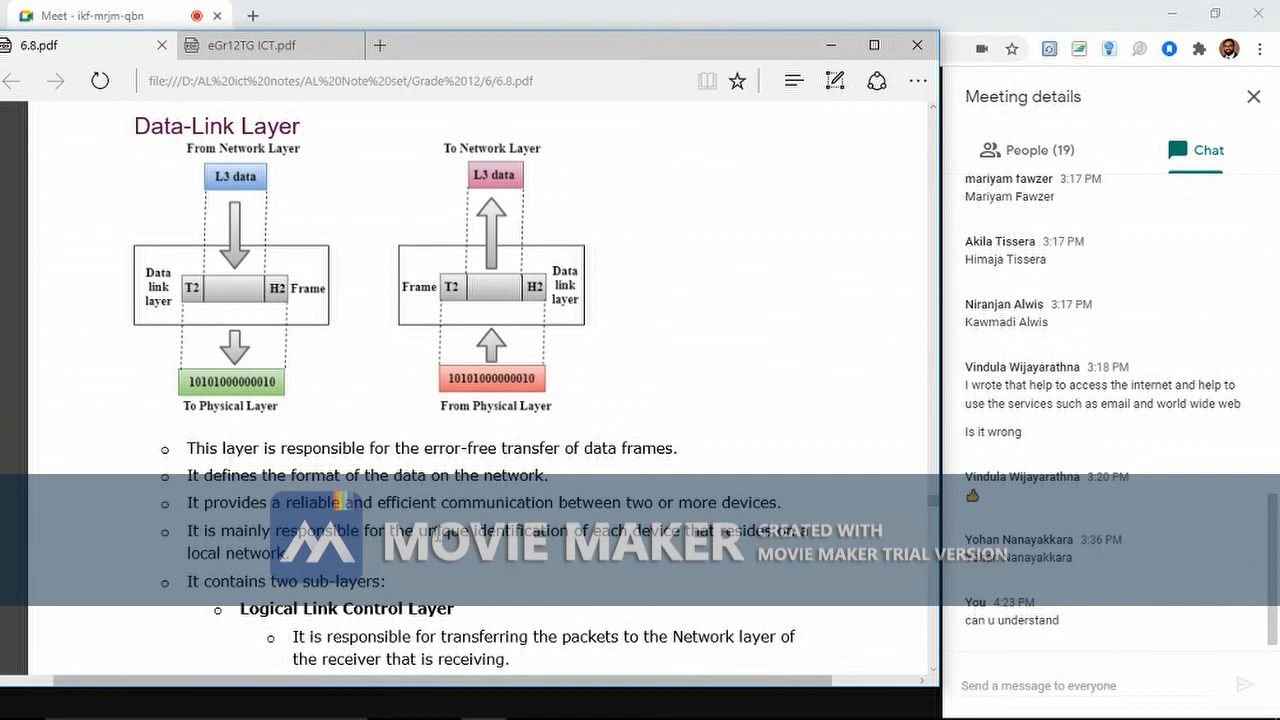 Meet - ikf-mrjm-qbn
6.8.pdf
eGr12TG ICT.pdf
file:///D:/AL%20ict%20notes/AL%20Note%20set/Grade%2012/6/6.8.pdf
Data-Link Layer
From Network Layer
L3 data
Data link layer
T2
H2
Frame
10101000000010
To Physical Layer
To Network Layer
L3 data
Frame
T2
H2
Data link layer
10101000000010
From Physical Layer
This layer is responsible for the error-free transfer of data frames.
It defines the format of the data on the network.
It provides a reliable and efficient communication between two or more devices.
It is mainly responsible for the unique identification of each device that resides on a
local network.
It contains two sub-layers:
Logical Link Control Layer
It is responsible for transferring the packets to the Network layer of
the receiver that is receiving.
MOVIE MAKER
CREATED WITH
MOVIE MAKER TRIAL VERSION
Meeting details
People (19)
Chat
mariyam fawzer 3:17 PM
Mariyam Fawzer
Akila Tissera 3:17 PM
Himaja Tissera
Niranjan Alwis 3:17 PM
Kawmadi Alwis
Vindula Wijayarathna 3:18 PM
I wrote that help to access the internet and help to
use the services such as email and world wide web
Is it wrong
Vindula Wijayarathna 3:20 PM
👍
Yohan Nanayakkara 3:36 PM
Yohan Nanayakkara
You 4:23 PM
can u understand
Send a message to everyone